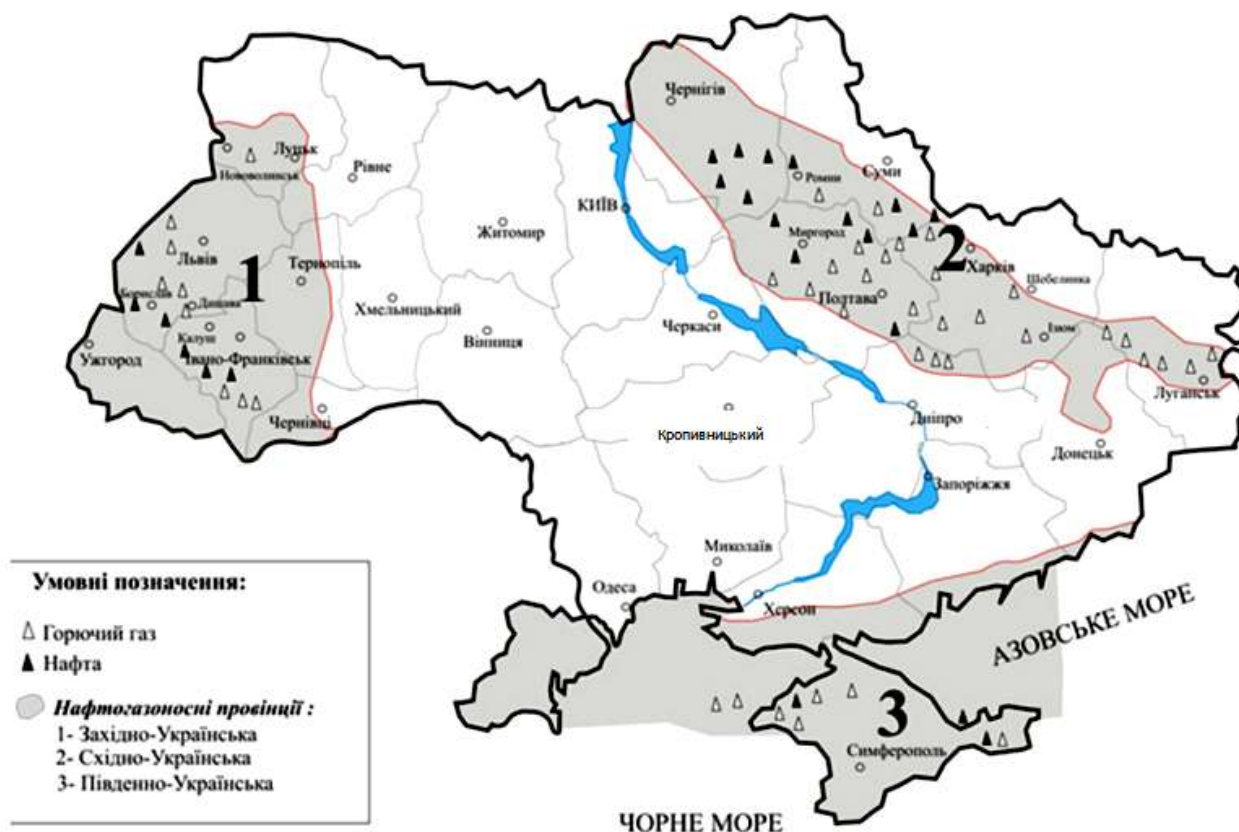 Чернігів
Луцьк
Нововолинськ
Рівне
Ромни
Суми
КИЇВ
Житомир
Миргород
2
Харків
Львів
1
Тернопіль
Шебелинка
Борислав
Дашава
Хмельницький
Полтава
Черкаси
Вінниця
Калуш
Ізюм
Ужгород
Івано-Франківськ
Луганськ
Чернівці
Дніпро
Кропивницький
Донецьк
Запоріжжя
Миколаїв
Одеса
Херсон
АЗОВСЬКЕ МОРЕ
3
Симферополь
ЧОРНЕ МОРЕ
Умовні позначення:
Горючий газ
Нафта
Нафтогазоносні провінції :
1- Західно-Українська
2- Східно-Українська
3- Південно-Українська